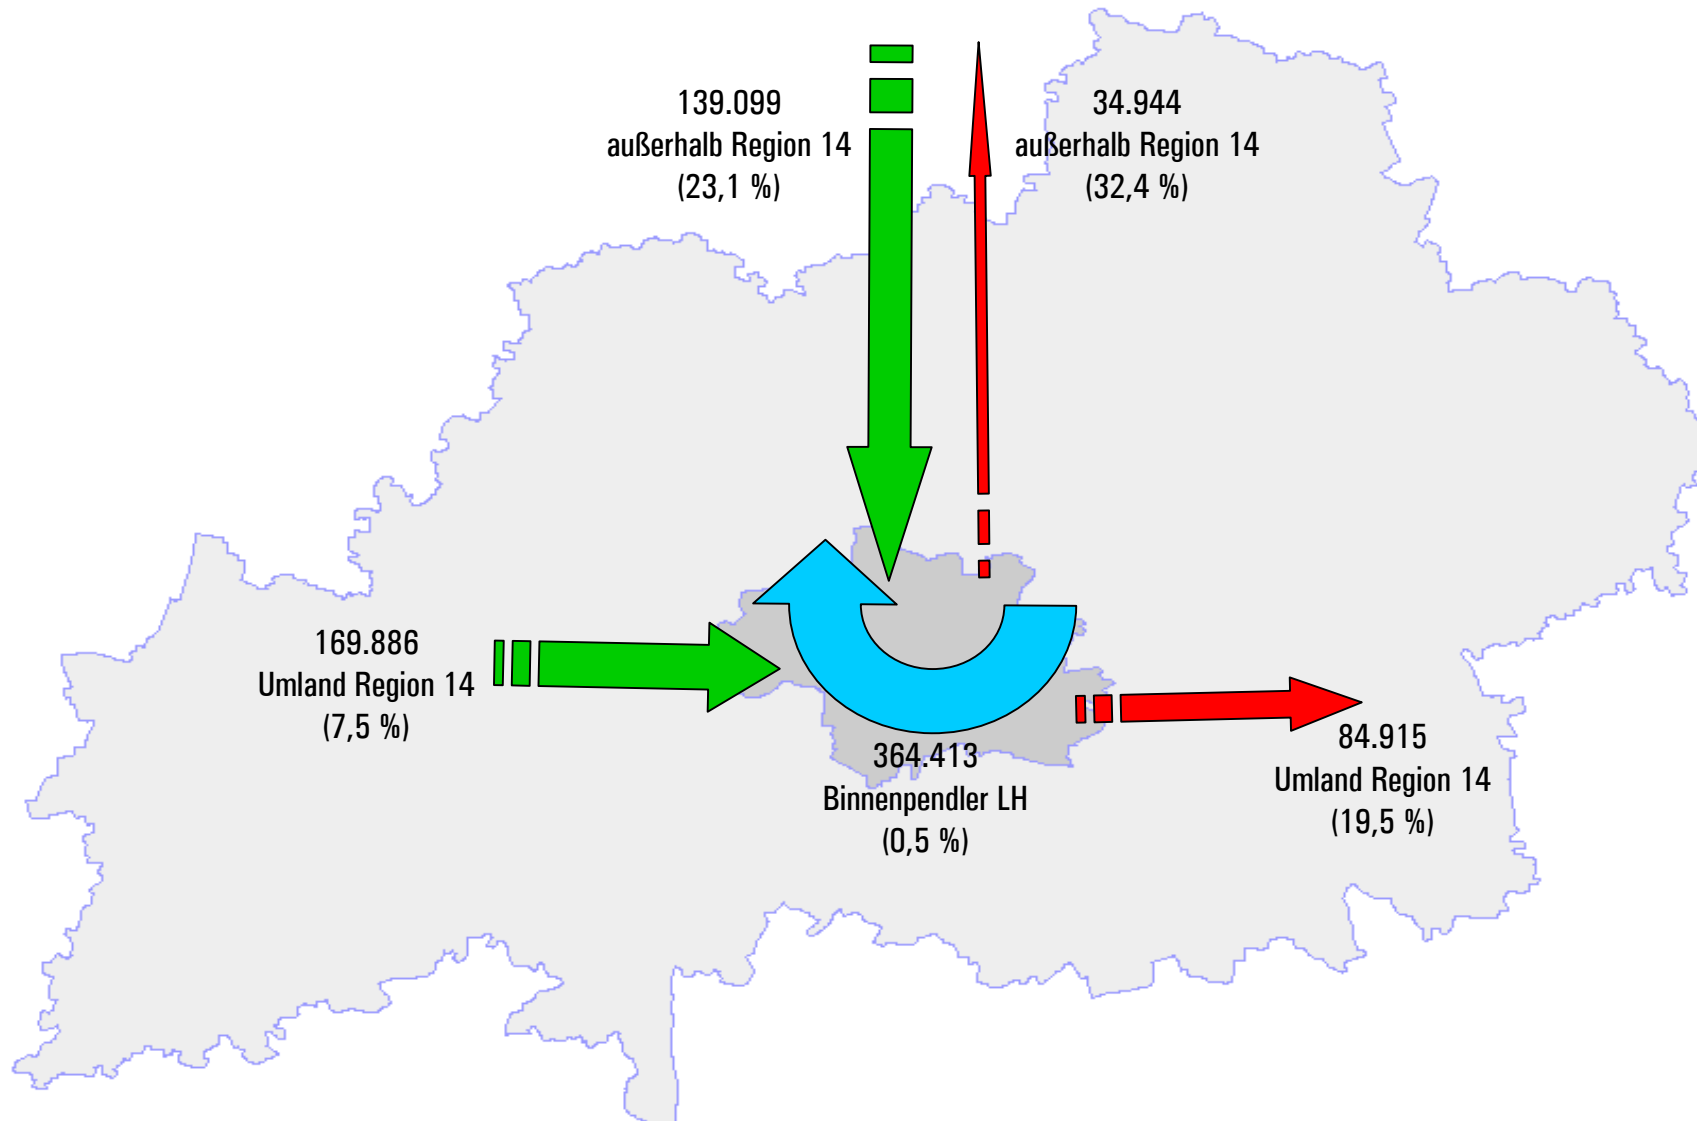 139.099
außerhalb Region 14
(23,1 %)
34.944
außerhalb Region 14
(32,4 %)
169.886
Umland Region 14
(7,5 %)
364.413
Binnenpendler LH
(0,5 %)
84.915
Umland Region 14
(19,5 %)